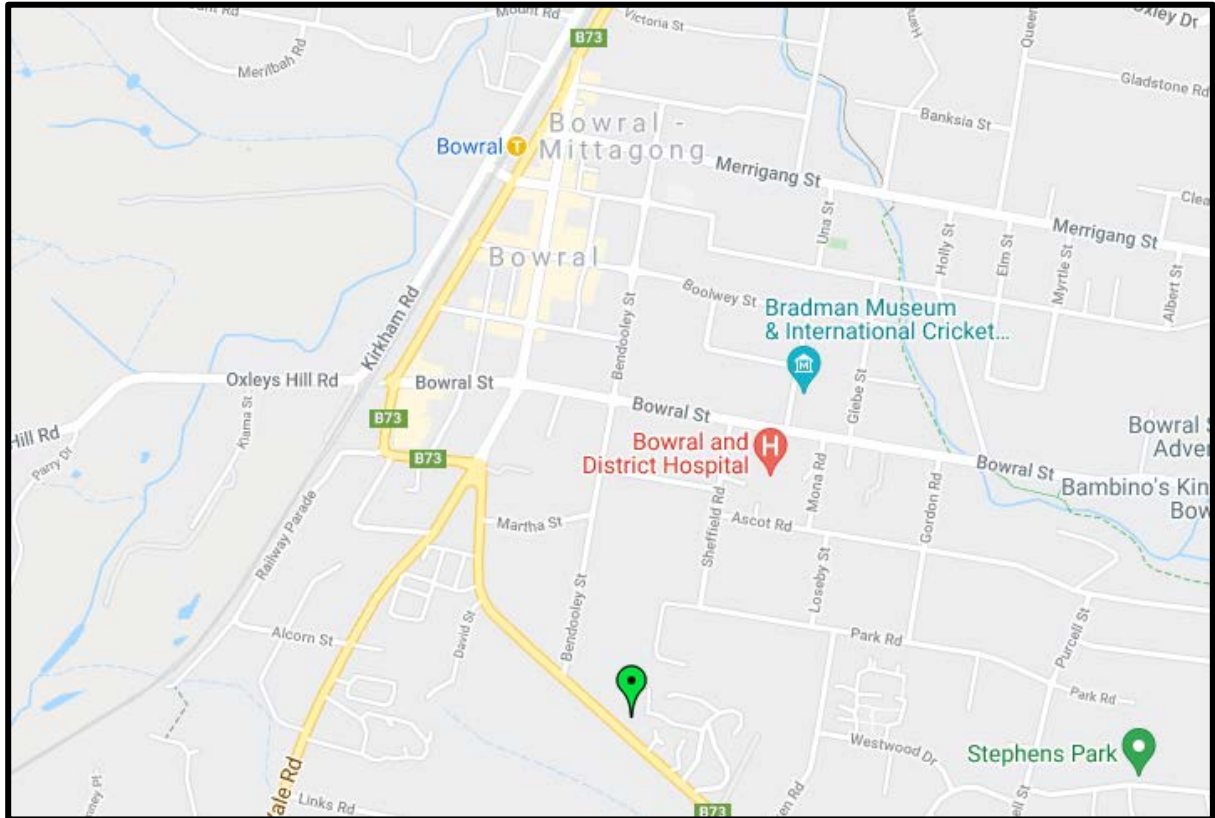 Mount Rd
Mount Rd
Victoria St
Oxley Dr
B73
Merilbah Rd
Gladstone Rd
Banksia St
Bowral -
Mittagong
Bowral
T
Merrigang St
Merrigang St
Una St
Holly St
Elm St
Myrtle St
Albert St
Bowral
Boolwey St
Bradman Museum
& International Cricket...
M
Kirkham Rd
Bendooley St
Oxleys Hill Rd
Bowral St
Bowral St
Glebe St
Hill Rd
Parry Dr
Kiama St
B73
B73
Bowral and
District Hospital
H
Mona Rd
Bowral St
Gordon Rd
Railway Parade
Martha St
Sheffield Rd
Ascot Rd
Loseby St
Bendooley St
David St
Alcorn St
Park Rd
Purcell St
Park Rd
Westwood Dr
Stephens Park
Links Rd
B73